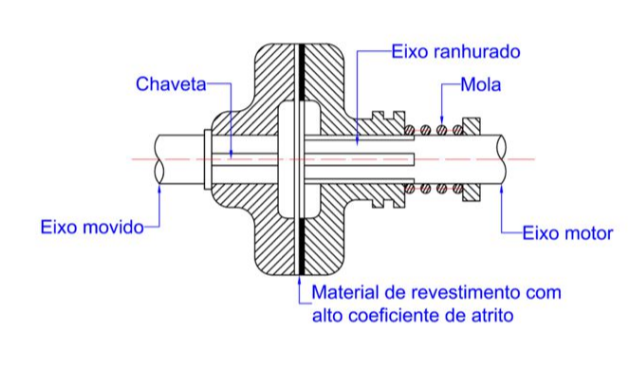 Eixo ranhurado
Chaveta
Mola
Eixo movido
Eixo motor
Material de revestimento com
alto coeficiente de atrito